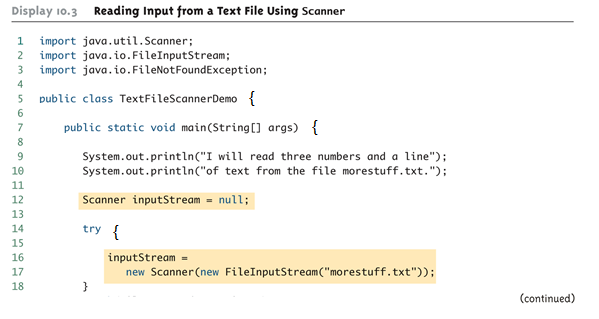 Display 10.3 Reading Input from a Text File Using Scanner
1 import java.util.Scanner;
2 import java.io.FileInputStream;
3 import java.io.FileNotFoundException;
4
5 public class TextFileScannerDemo {
6
7 public static void main(String[] args) {
8
9 System.out.println("I will read three numbers and a line");
10 System.out.println("of text from the file morestuff.txt.");
11
12 Scanner inputStream = null;
13
14 try {
15
16 inputStream =
17 new Scanner(new FileInputStream("morestuff.txt"));
18 }
(continued)